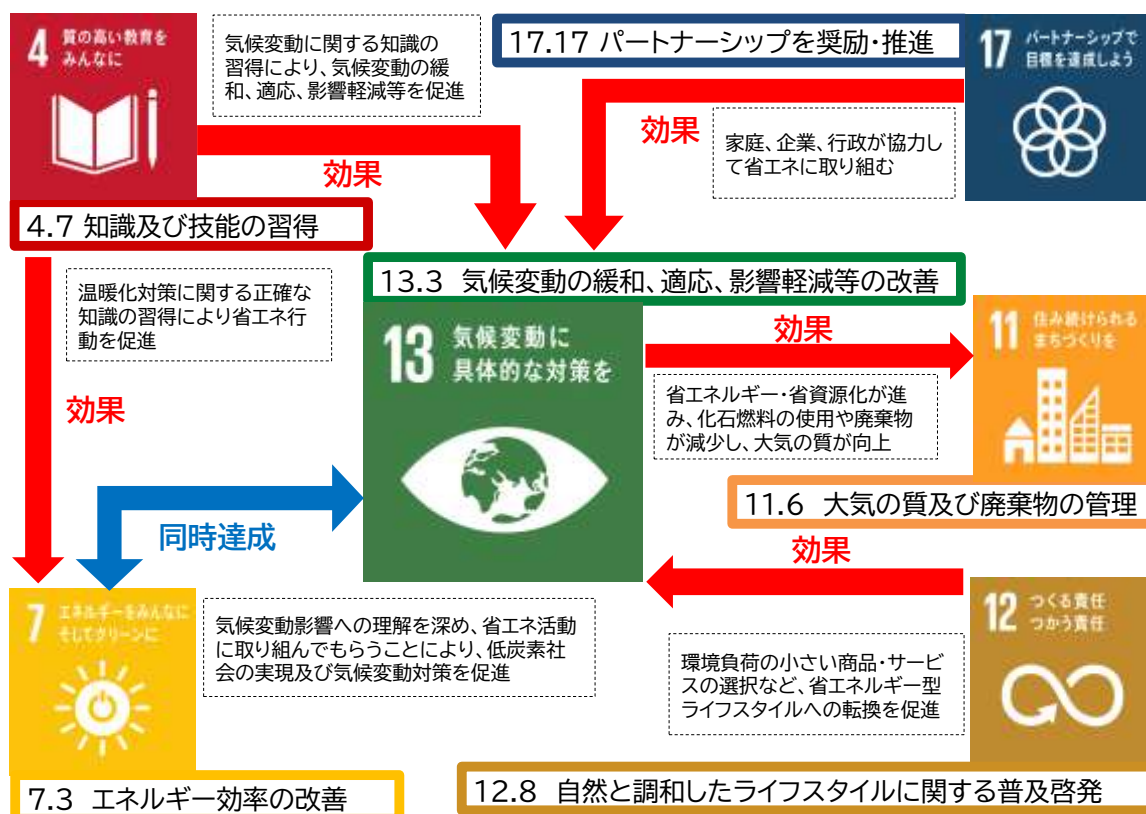 4 質の高い教育を
みんなに
気候変動に関する知識の
習得により、気候変動の緩
和、適応、影響軽減等を促進
17.17 パートナーシップを奨励・推進
17 パートナーシップで
目標を達成しよう
効果
効果
家庭、企業、行政が協力し
て省エネに取り組む
4.7 知識及び技能の習得
温暖化対策に関する正確な
知識の習得により省エネ行
動を促進
効果
13.3 気候変動の緩和、適応、影響軽減等の改善
13 気候変動に
具体的な対策を
効果
省エネルギー・省資源化が進
み、化石燃料の使用や廃棄物
が減少し、大気の質が向上
11 住み続けられる
まちづくりを
11.6 大気の質及び廃棄物の管理
同時達成
効果
7 エネルギーをみんなに
そしてクリーンに
気候変動影響への理解を深め、省エネ活動
に取り組んでもらうことにより、低炭素社
会の実現及び気候変動対策を促進
12 つくる責任
つかう責任
環境負荷の小さい商品・サービ
スの選択など、省エネルギー型
ライフスタイルへの転換を促進
7.3 エネルギー効率の改善
12.8 自然と調和したライフスタイルに関する普及啓発